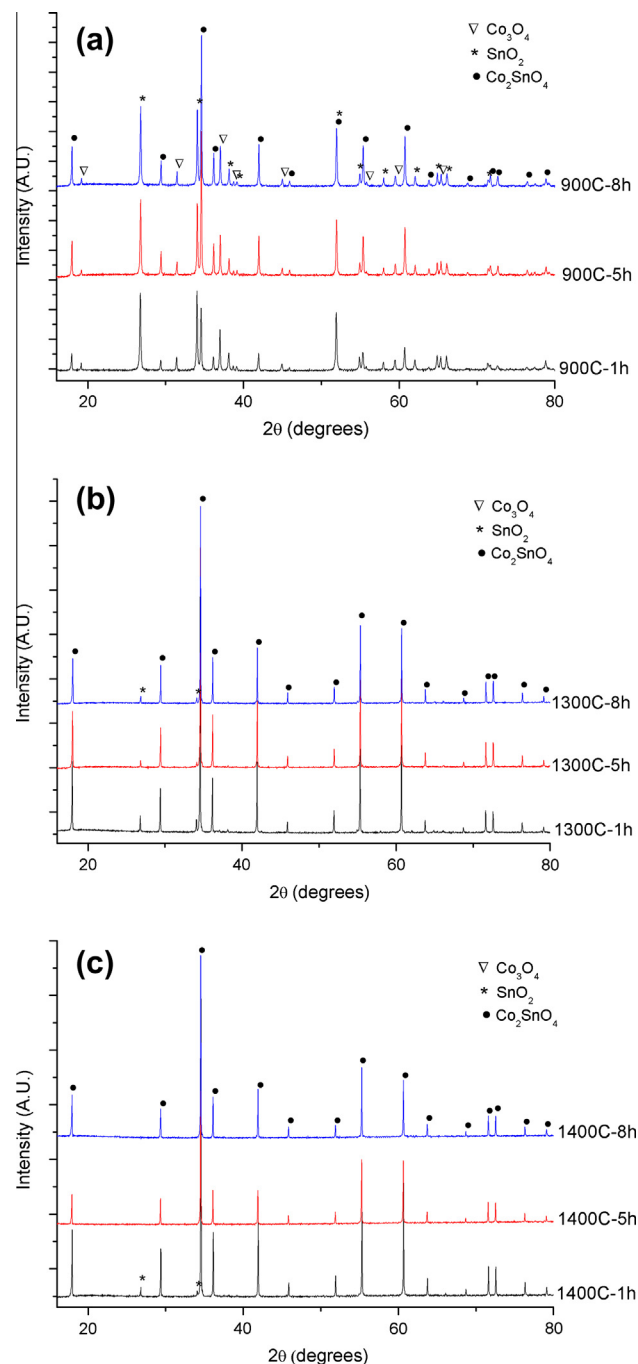 (a)
▽ Co₃O₄
* SnO₂
● Co₂SnO₄
Intensity (A.U.)
900C-8h
900C-5h
900C-1h
20 40 60 80
2θ (degrees)
(b)
▽ Co₃O₄
* SnO₂
● Co₂SnO₄
Intensity (A.U.)
1300C-8h
1300C-5h
1300C-1h
20 40 60 80
2θ (degrees)
(c)
▽ Co₃O₄
* SnO₂
● Co₂SnO₄
Intensity (A.U.)
1400C-8h
1400C-5h
1400C-1h
20 40 60 80
2θ (degrees)